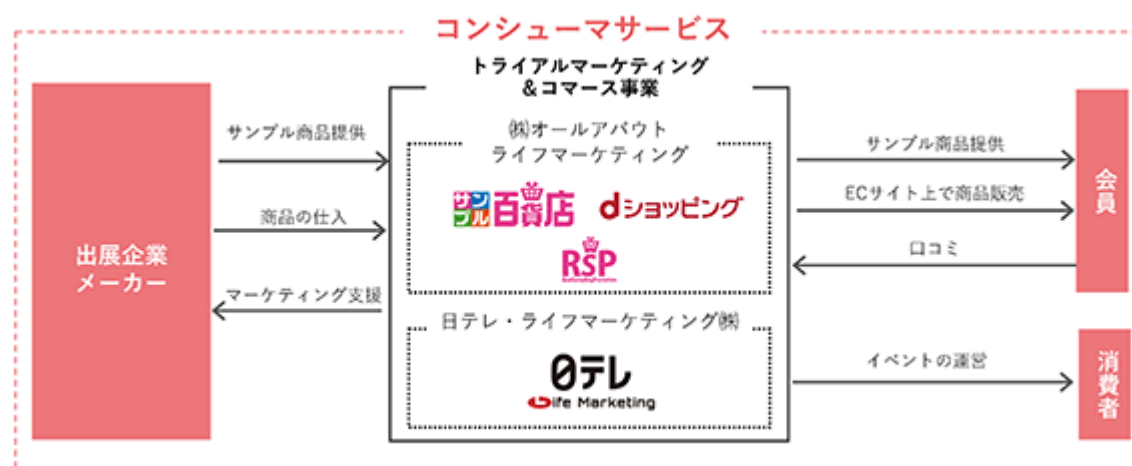 コンシューマサービス
トライアルマーケティング
&コマース事業
出展企業
メーカー
サンプル商品提供
商品の仕入
マーケティング支援
㈱オールアバウト
ライフマーケティング
サンプル百貨店
dショッピング
RSP
日テレ・ライフマーケティング㈱
日テレ
Life Marketing
サンプル商品提供
ECサイト上で商品販売
口コミ
イベントの運営
会員
消費者